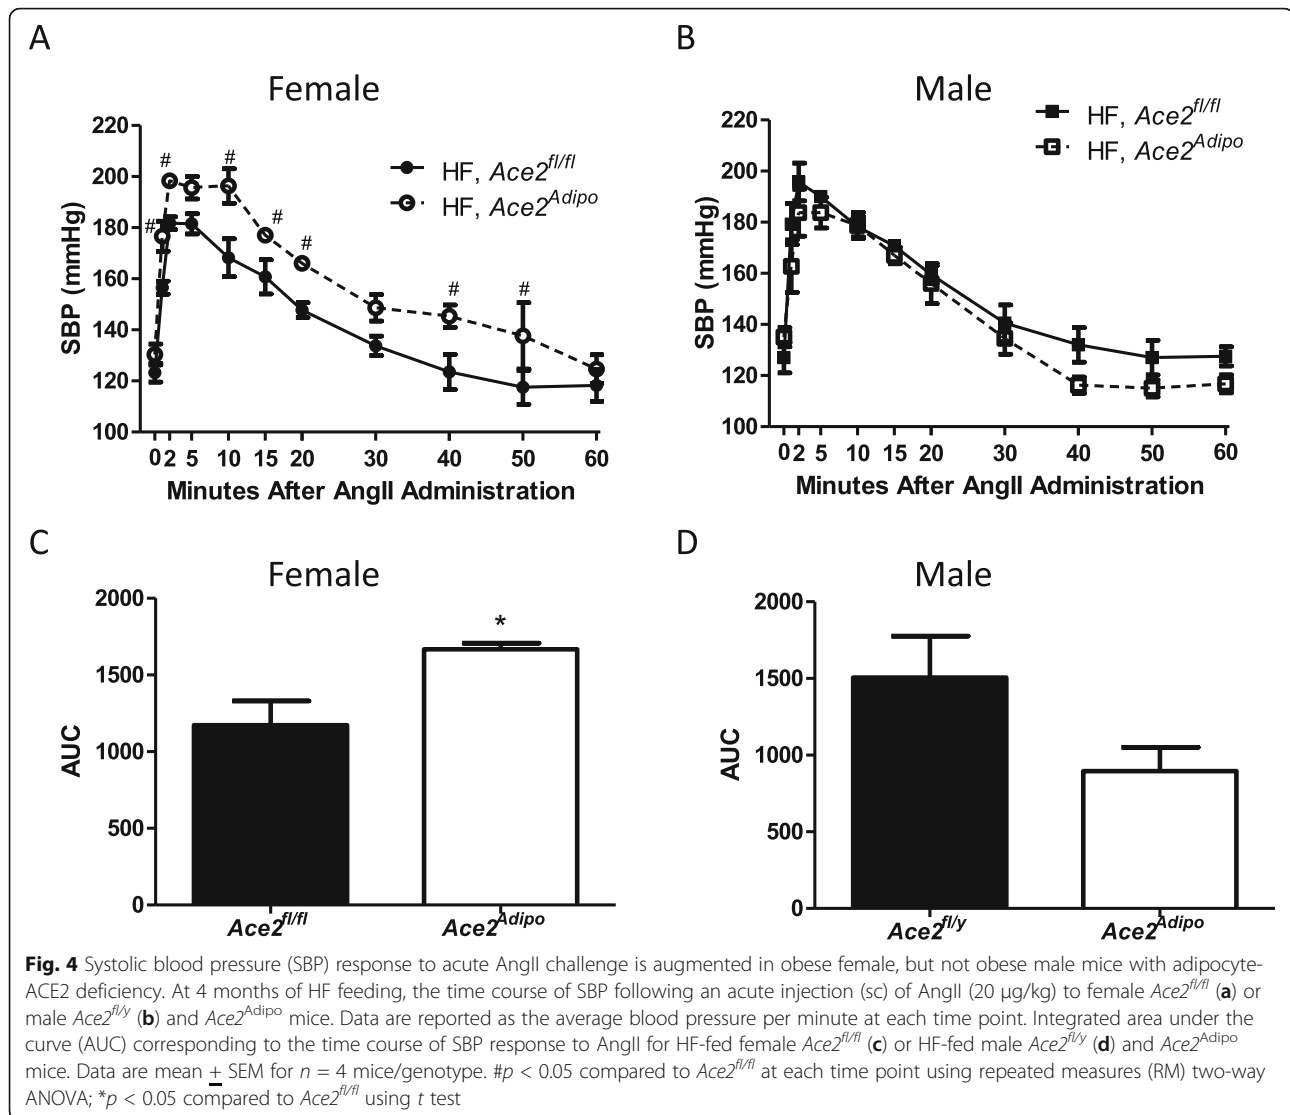 A
Female
220
200
180
160
140
120
100
SBP (mmHg)
#
#
#
#
#
#
#
HF, Ace2fl/fl
HF, Ace2Adipo
0 2 5 10 15 20 30 40 50 60
Minutes After AngII Administration
B
Male
220
200
180
160
140
120
100
SBP (mmHg)
HF, Ace2fl/fl
HF, Ace2Adipo
0 2 5 10 15 20 30 40 50 60
Minutes After AngII Administration
C
Female
2000
1500
1000
500
0
AUC
*
Ace2fl/fl Ace2Adipo
D
Male
2000
1500
1000
500
0
AUC
Ace2fl/y Ace2Adipo
Fig. 4 Systolic blood pressure (SBP) response to acute AngII challenge is augmented in obese female, but not obese male mice with adipocyte-
ACE2 deficiency. At 4 months of HF feeding, the time course of SBP following an acute injection (sc) of AngII (20 μg/kg) to female Ace2fl/fl (a) or
male Ace2fl/y (b) and Ace2Adipo mice. Data are reported as the average blood pressure per minute at each time point. Integrated area under the
curve (AUC) corresponding to the time course of SBP response to AngII for HF-fed female Ace2fl/fl (c) or HF-fed male Ace2fl/y (d) and Ace2Adipo
mice. Data are mean ± SEM for n = 4 mice/genotype. #p < 0.05 compared to Ace2fl/fl at each time point using repeated measures (RM) two-way
ANOVA; *p < 0.05 compared to Ace2fl/fl using t test